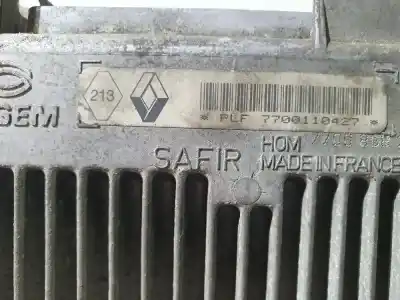 213
* PLF 7700110427 *
SEM
SAFIR
HOM
MADE IN FRANCE